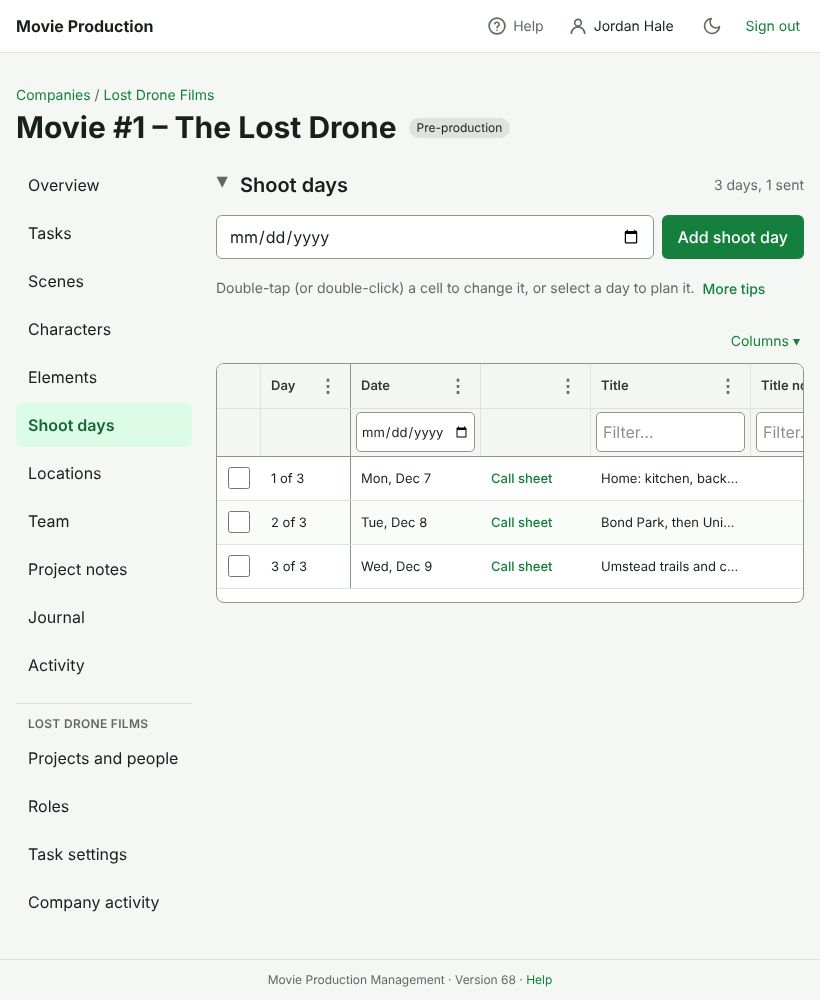 Movie Production
Help
Jordan Hale
Sign out
Companies / Lost Drone Films
Movie #1 – The Lost Drone
Pre-production
Overview
Tasks
Scenes
Characters
Elements
Shoot days
Locations
Team
Project notes
Journal
Activity
LOST DRONE FILMS
Projects and people
Roles
Task settings
Company activity
▼ Shoot days
3 days, 1 sent
mm/dd/yyyy
Add shoot day
Double-tap (or double-click) a cell to change it, or select a day to plan it. More tips
Columns ▾
Day ⋮ Date ⋮ ⋮ Title ⋮ Title no
mm/dd/yyyy Filter... Filter.
1 of 3 Mon, Dec 7 Call sheet Home: kitchen, back...
2 of 3 Tue, Dec 8 Call sheet Bond Park, then Uni...
3 of 3 Wed, Dec 9 Call sheet Umstead trails and c...
Movie Production Management · Version 68 · Help